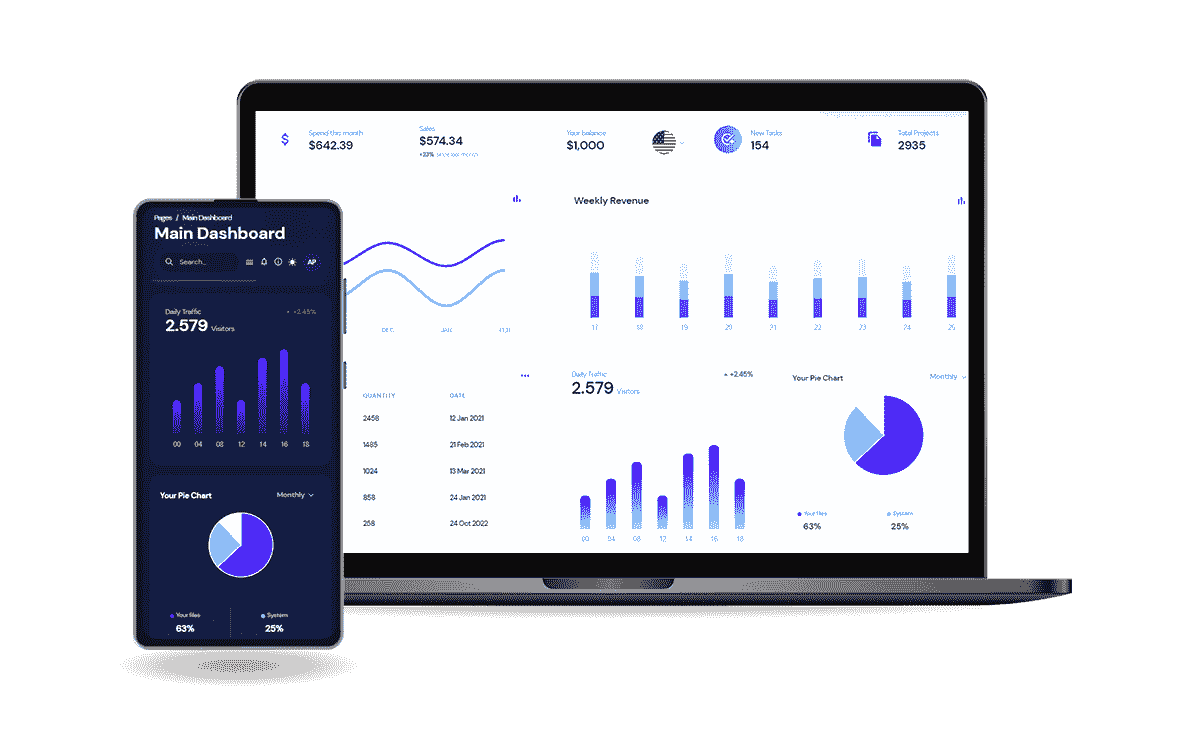 Spend this month
$642.39
Sales
$574.34
+23% since last month
Your balance
$1,000
New Tasks
154
Total Projects
2935
Weekly Revenue
17 18 19 20 21 22 23 24 25
DEC JAN
QUANTITY DATE
2458 12 Jan 2021
1485 21 Feb 2021
1024 13 Mar 2021
858 24 Jan 2021
258 24 Oct 2022
Daily Traffic
2.579 Visitors
+2.45%
00 04 08 12 14 16 18
Your Pie Chart
Monthly
Your files
63%
System
25%
Pages / Main Dashboard
Main Dashboard
Search...
AP
Daily Traffic
2.579 Visitors
+2.45%
00 04 08 12 14 16 18
Your Pie Chart
Monthly
Your files
63%
System
25%